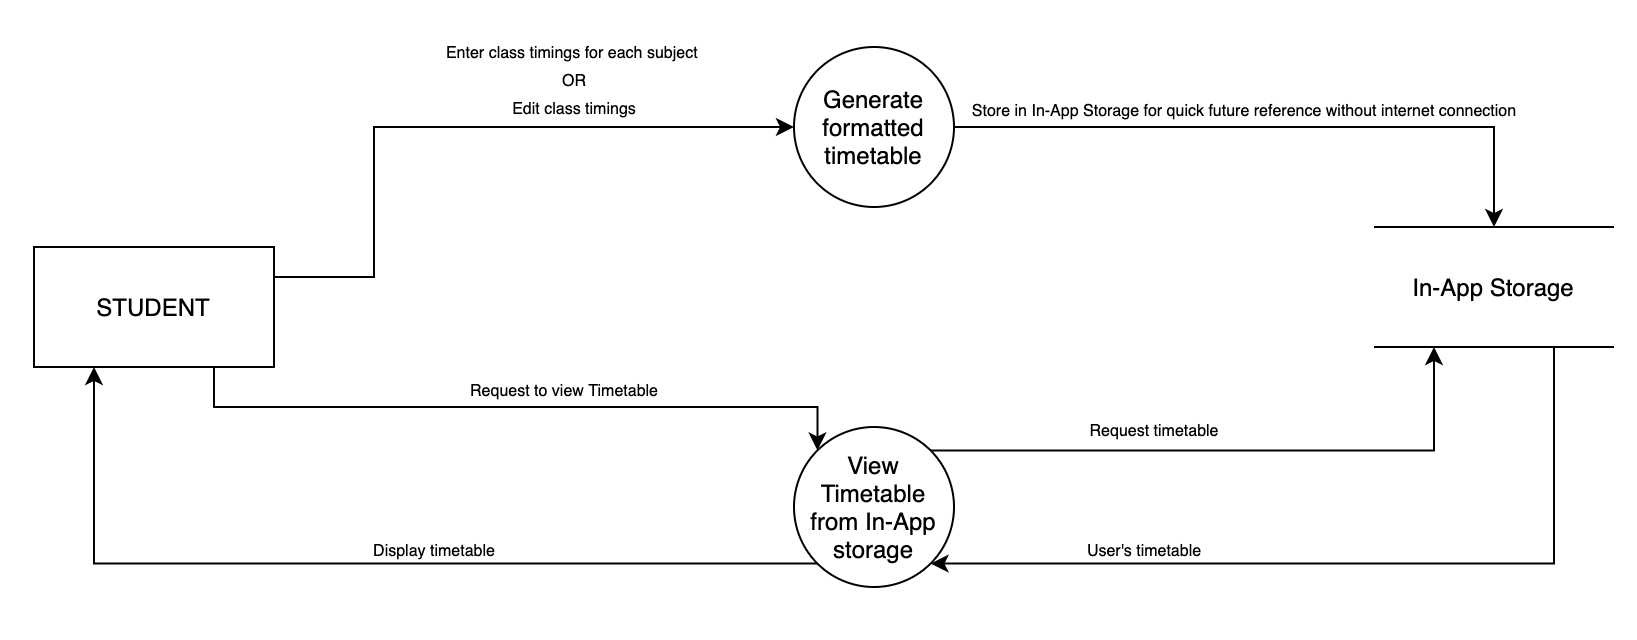 Enter class timings for each subject
OR
Edit class timings
Generate
formatted
timetable
Store in In-App Storage for quick future reference without internet connection
STUDENT
In-App Storage
Request to view Timetable
Request timetable
View
Timetable
from In-App
storage
Display timetable
User's timetable